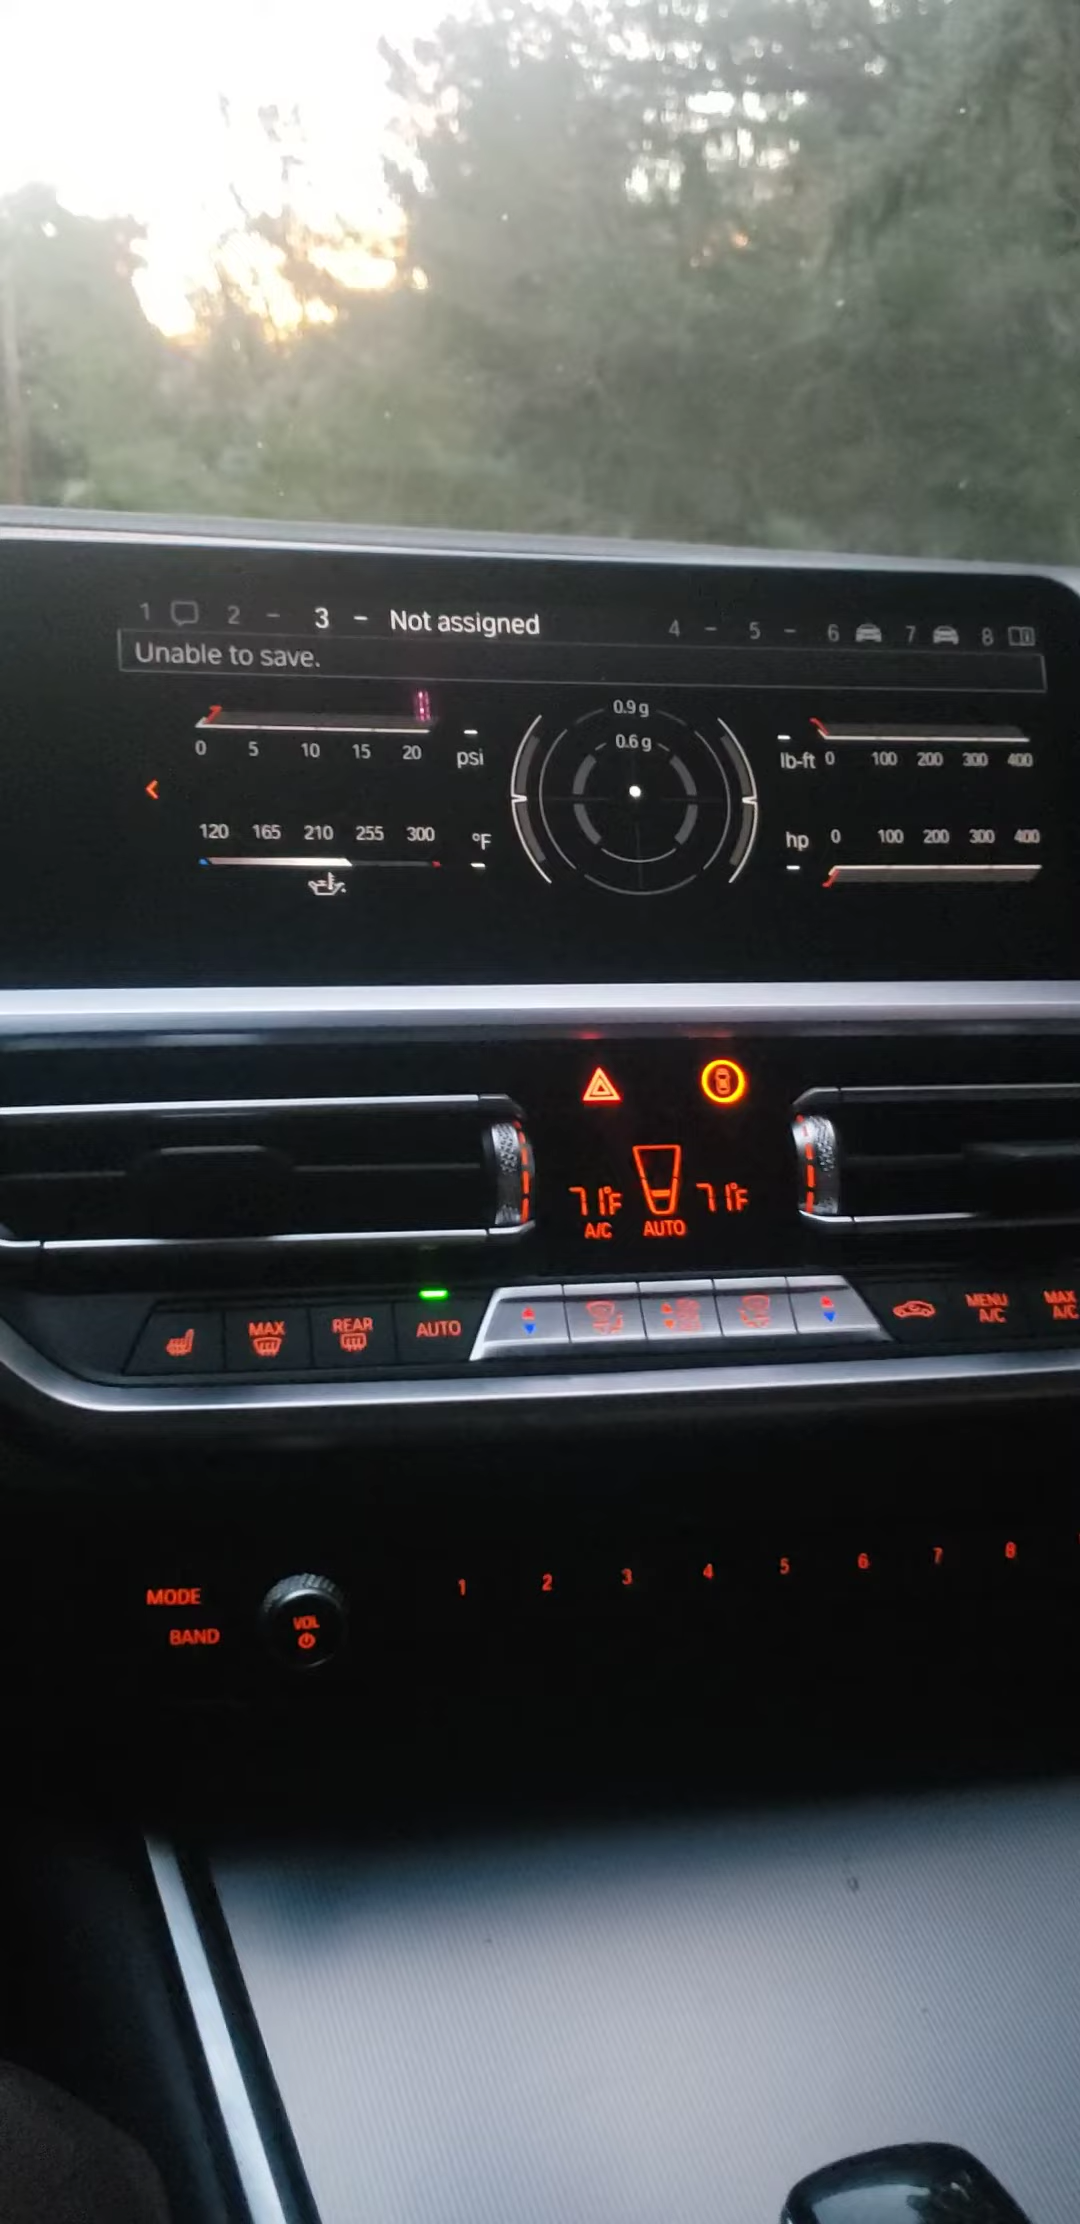 1 2 - 3 - Not assigned 4 - 5 - 6 7 8
Unable to save.
0.9 g
0.6 g
0 5 10 15 20 psi
lb-ft 0 100 200 300 400
120 165 210 255 300 °F
hp 0 100 200 300 400
71°F 71°F
A/C AUTO
MAX REAR AUTO
MENU A/C
MAX A/C
MODE
BAND
VOL
1 2 3 4 5 6 7 8